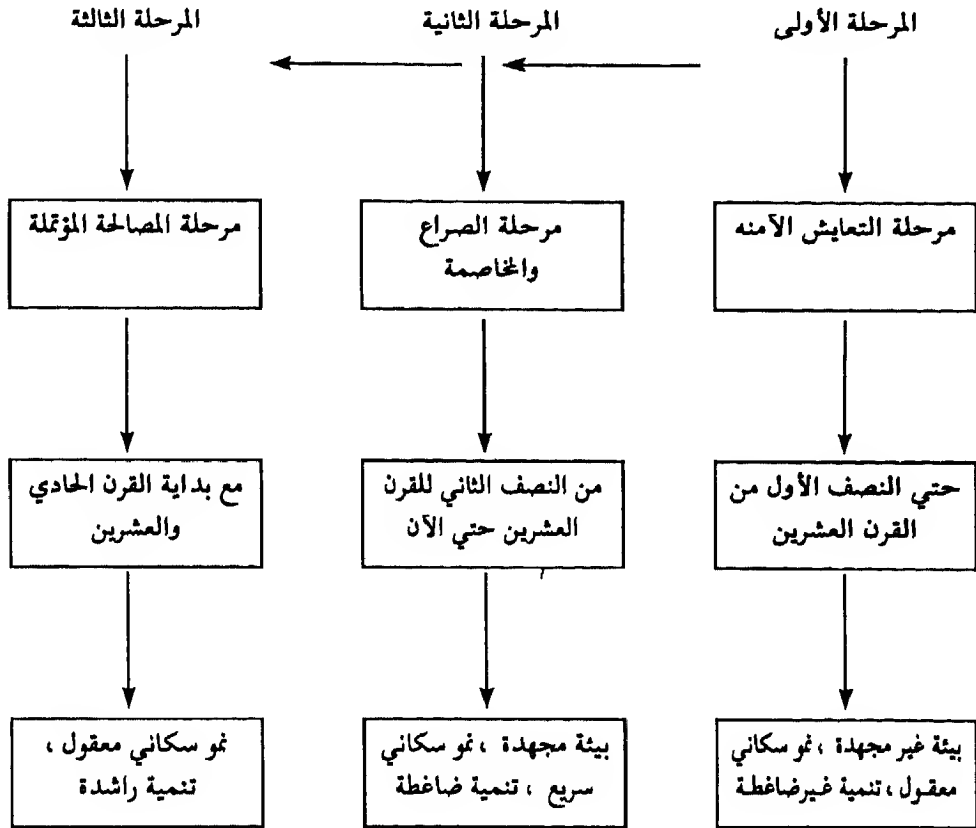 المرحلة الأولى
المرحلة الثانية
المرحلة الثالثة
مرحلة التعايش الآمنه
مرحلة الصراع
والمخاصمة
مرحلة المصالحة المؤتملة
حتي النصف الأول من
القرن العشرين
من النصف الثاني للقرن
العشرين حتي الآن
مع بداية القرن الحادي
والعشرين
بيئة غير مجهدة ، نمو سكاني
معقول ، تنمية غير ضاغطة
بيئة مجهدة ، نمو سكاني
سريع ، تنمية ضاغطة
نمو سكاني معقول ،
تنمية راشدة